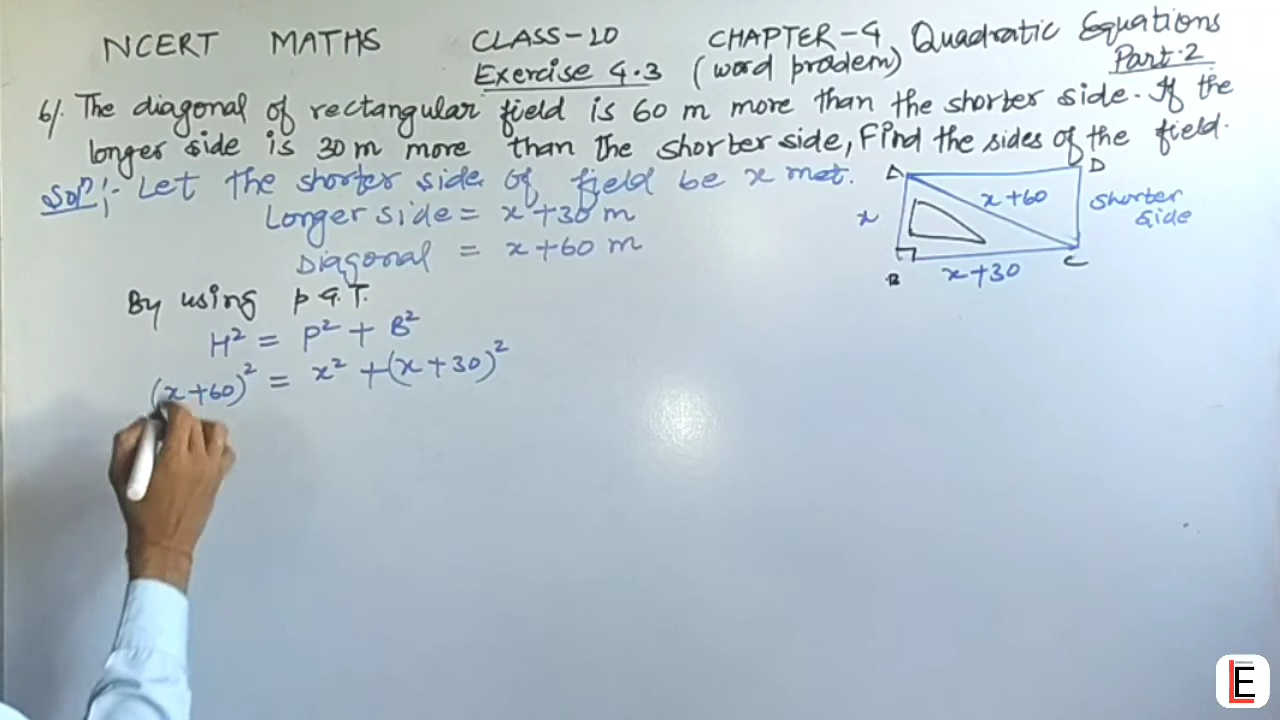 NCERT MATHS CLASS-10 CHAPTER-4 Quadratic Equations
Exercise 4.3 (word problem) Part-2
6/. The diagonal of rectangular field is 60 m more than the shorter side. If the
longer side is 30 m more than the shorter side, Find the sides of the field.
Solⁿ:- Let the shorter side of field be x met.
Longer side = x+30 m
Diagonal = x+60 m
A D
x x+60 shorter
side
B x+30 C
By using P.G.T.
H² = P² + B²
(x+60)² = x² + (x+30)²
LE